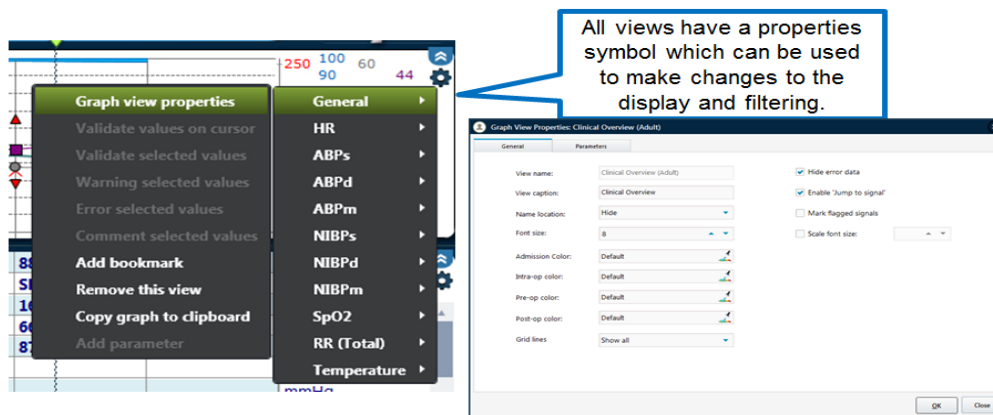 All views have a properties
symbol which can be used
to make changes to the
display and filtering.
250 100 60
90 44
Graph view properties
Validate values on cursor
Validate selected values
Warning selected values
Error selected values
Comment selected values
Add bookmark
Remove this view
Copy graph to clipboard
Add parameter
General
HR
ABPs
ABPd
ABPm
NIBPs
NIBPd
NIBPm
SpO2
RR (Total)
Temperature
mmHg
Graph View Properties: Clinical Overview (Adult)
General Parameters
View name: Clinical Overview (Adult)
View caption: Clinical Overview
Name location: Hide
Font size: 8
Admission Color: Default
Intra-op color: Default
Pre-op color: Default
Post-op color: Default
Grid lines Show all
Hide error data
Enable 'Jump to signal'
Mark flagged signals
Scale font size:
OK Close